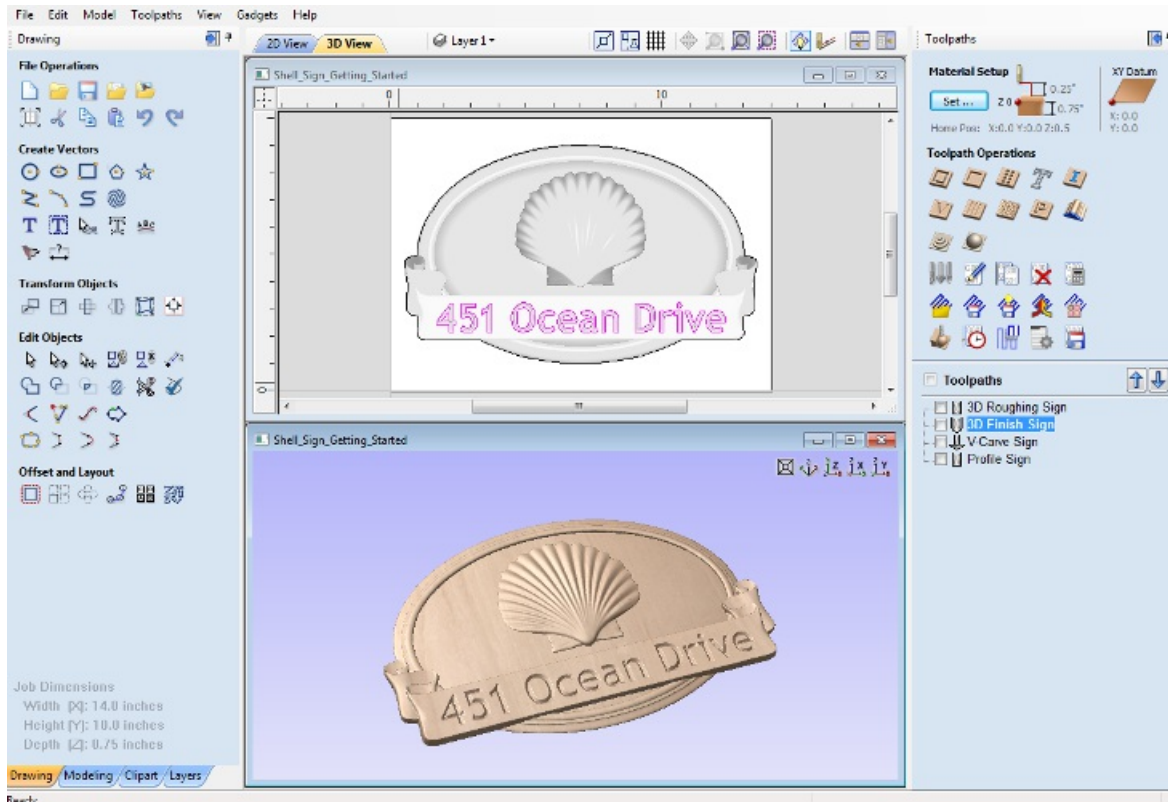 File Edit Model Toolpaths View Gadgets Help
Drawing
File Operations
Create Vectors
Transform Objects
Edit Objects
Offset and Layout
Job Dimensions
Width [X]: 14.0 inches
Height [Y]: 10.0 inches
Depth [Z]: 0.75 inches
Drawing Modeling Clipart Layers
Ready
2D View 3D View Layer 1
Shell_Sign_Getting_Started
0 10
451 Ocean Drive
Shell_Sign_Getting_Started
451 Ocean Drive
Toolpaths
Material Setup
XY Datum
0.25"
Set ... Z 0 0.75"
X: 0.0
Y: 0.0
Home Pos: X:0.0 Y:0.0 Z:0.5
Toolpath Operations
Toolpaths
3D Roughing Sign
3D Finish Sign
V-Carve Sign
Profile Sign